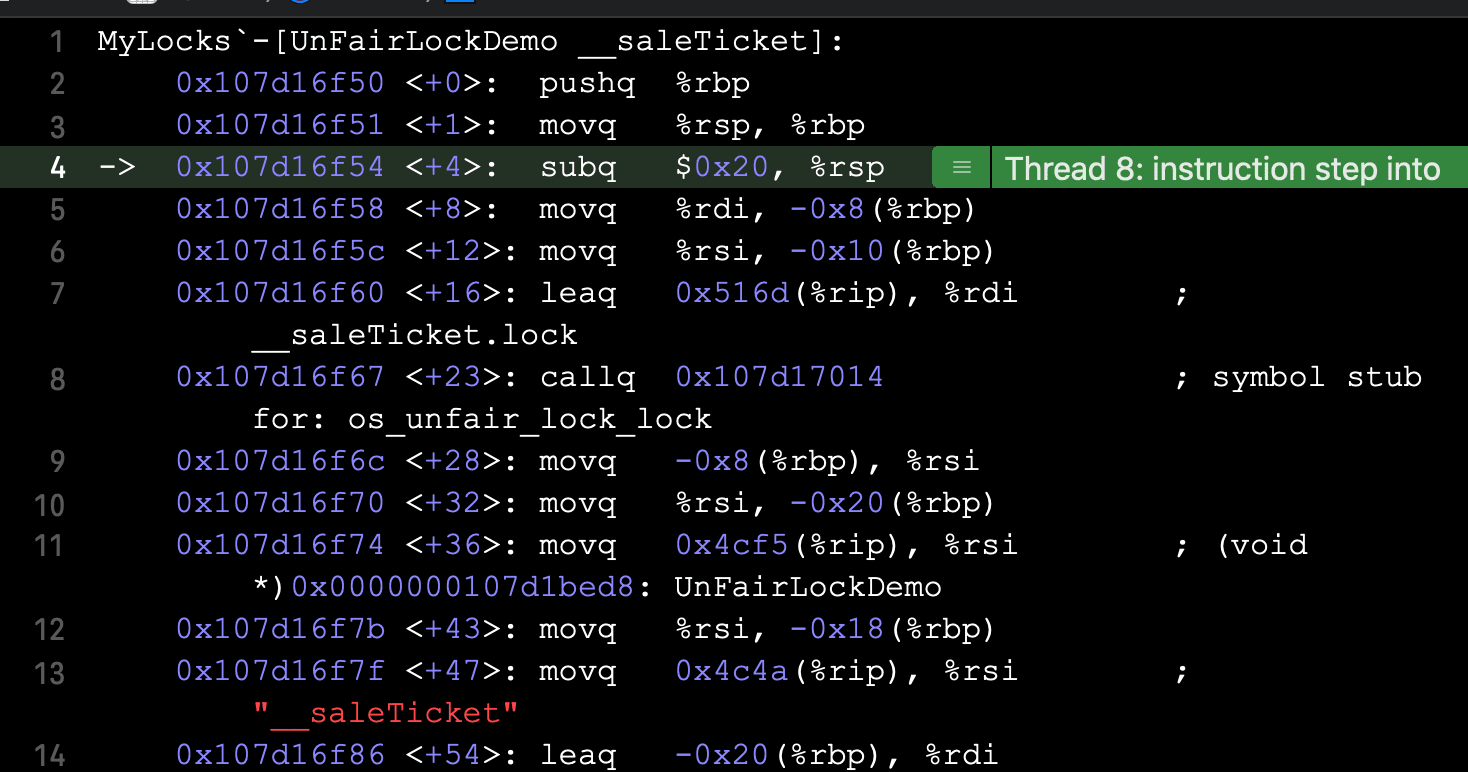 1 MyLocks`-[UnFairLockDemo __saleTicket]:
2 0x107d16f50 <+0>: pushq %rbp
3 0x107d16f51 <+1>: movq %rsp, %rbp
4 -> 0x107d16f54 <+4>: subq $0x20, %rsp Thread 8: instruction step into
5 0x107d16f58 <+8>: movq %rdi, -0x8(%rbp)
6 0x107d16f5c <+12>: movq %rsi, -0x10(%rbp)
7 0x107d16f60 <+16>: leaq 0x516d(%rip), %rdi ;
__saleTicket.lock
8 0x107d16f67 <+23>: callq 0x107d17014 ; symbol stub
for: os_unfair_lock_lock
9 0x107d16f6c <+28>: movq -0x8(%rbp), %rsi
10 0x107d16f70 <+32>: movq %rsi, -0x20(%rbp)
11 0x107d16f74 <+36>: movq 0x4cf5(%rip), %rsi ; (void
*)0x0000000107d1bed8: UnFairLockDemo
12 0x107d16f7b <+43>: movq %rsi, -0x18(%rbp)
13 0x107d16f7f <+47>: movq 0x4c4a(%rip), %rsi ;
"__saleTicket"
14 0x107d16f86 <+54>: leaq -0x20(%rbp), %rdi